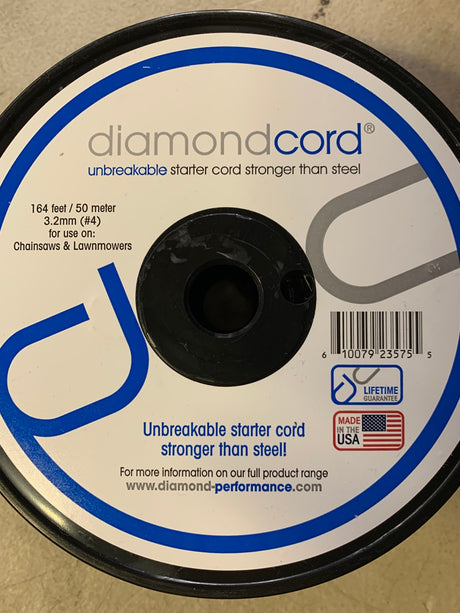 diamondcord®
unbreakable starter cord stronger than steel
164 feet / 50 meter
3.2mm (#4)
for use on:
Chainsaws & Lawnmowers
6 10079 23575 5
LIFETIME
GUARANTEE
MADE
IN THE
USA
Unbreakable starter cord
stronger than steel!
For more information on our full product range
www.diamond-performance.com